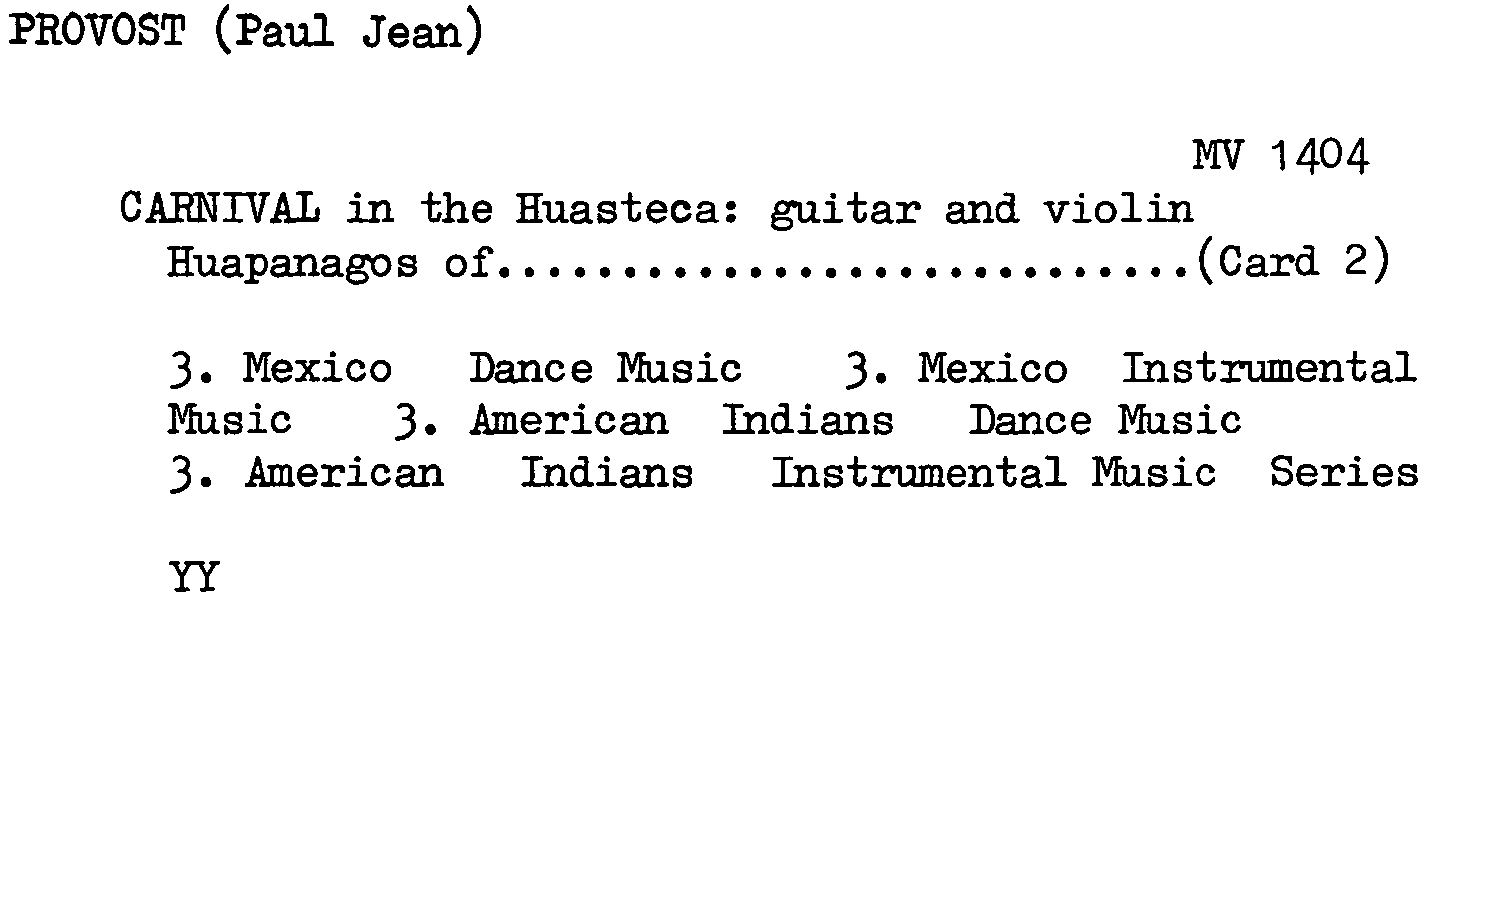 PROVOST (Paul Jean)
MV 1404
CARNIVAL in the Huasteca: guitar and violin
Huapanagos of............................(Card 2)
3. Mexico Dance Music 3. Mexico Instrumental
Music 3. American Indians Dance Music
3. American Indians Instrumental Music Series
YY